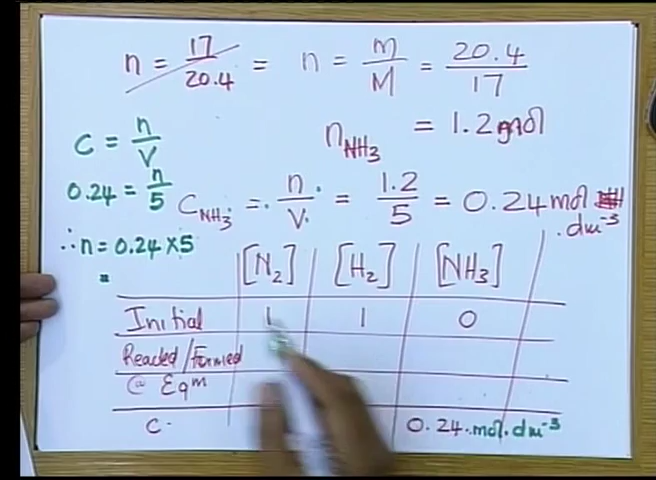 n = 17/20.4 = n = m/M = 20.4/17
n_NH₃ = 1.2 mol
C = n/V
0.24 = n/5
C_NH₃ = n/V = 1.2/5 = 0.24 mol . dm⁻³
∴ n = 0.24 × 5
=
[N₂] [H₂] [NH₃]
Initial 1 1 0
Reacted/Formed
@ Eqm
C. 0.24.mol.dm⁻³